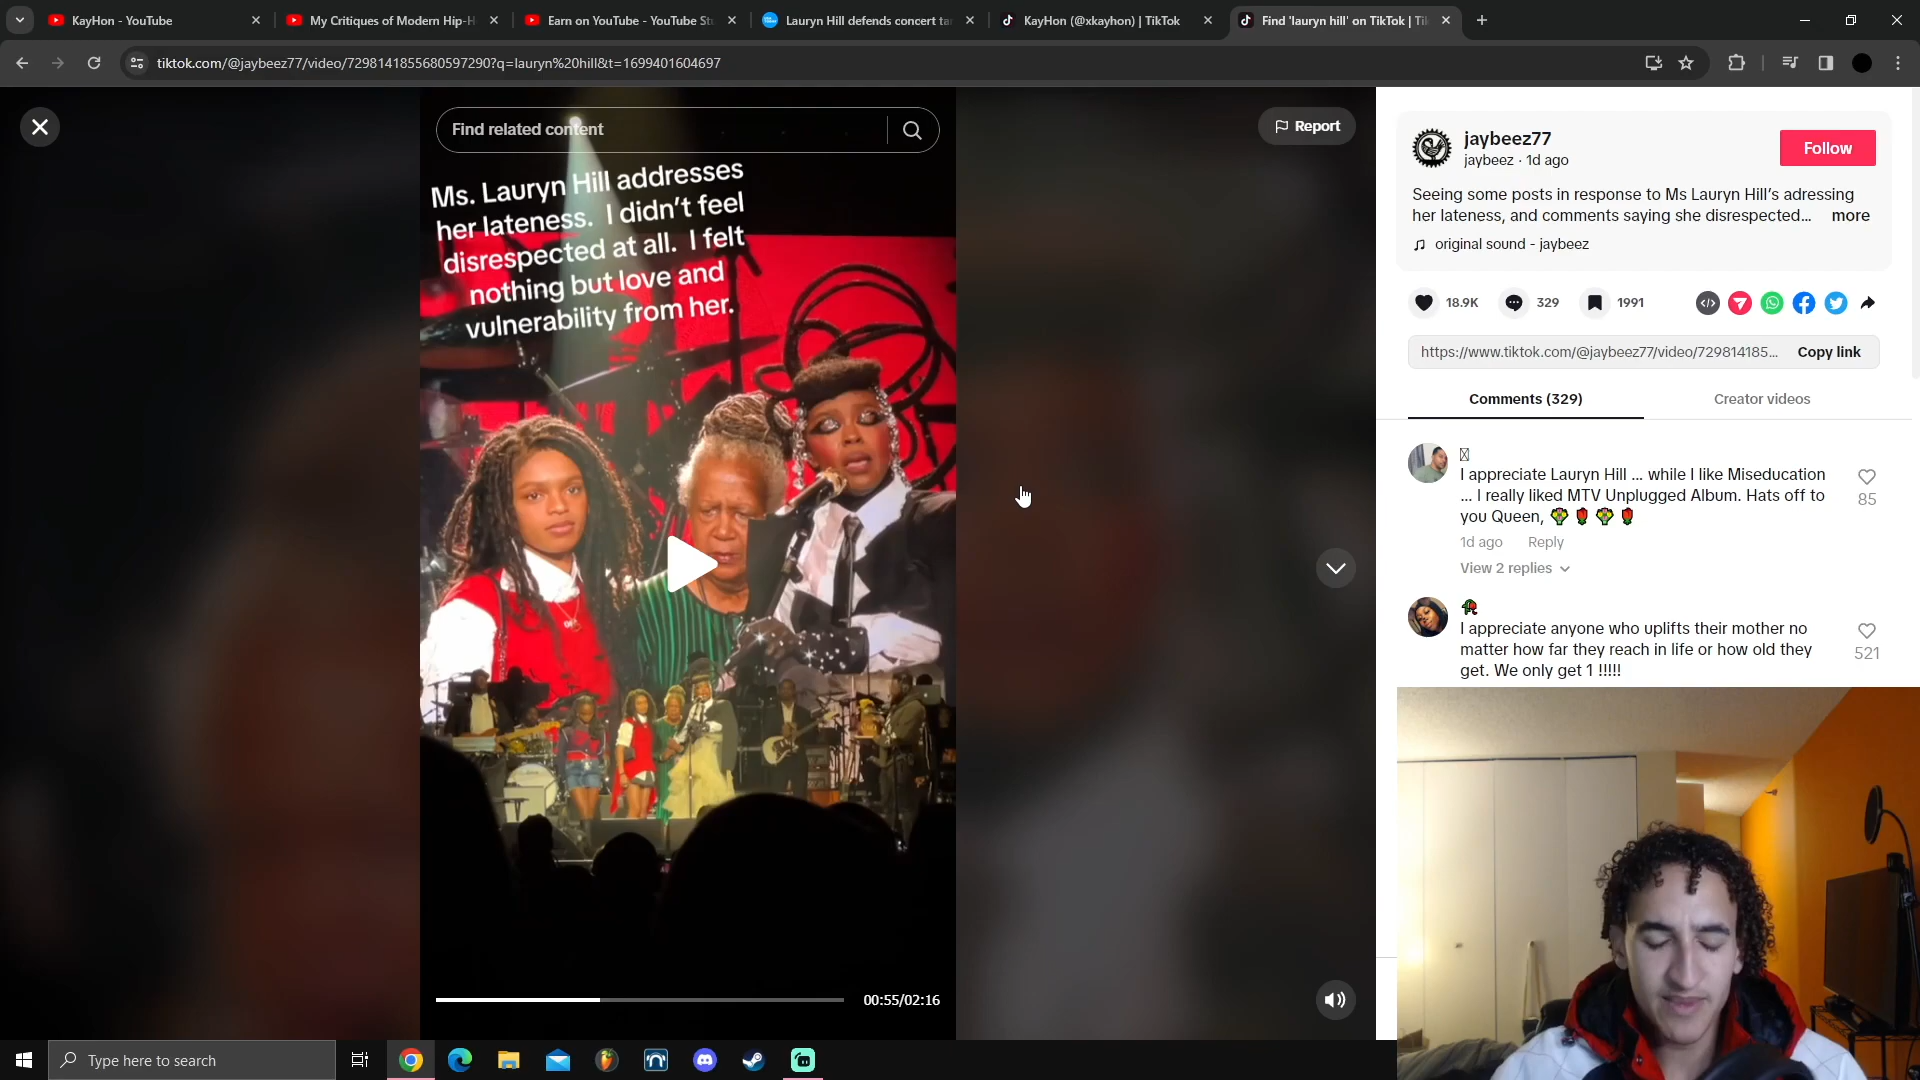 KayHon - YouTube
My Critiques of Modern Hip-H
Earn on YouTube - YouTube St
Lauryn Hill defends concert tar
KayHon (@xkayhon) | TikTok
Find 'lauryn hill' on TikTok | Tik
tiktok.com/@jaybeez77/video/7298141855680597290?q=lauryn%20hill&t=1699401604697
Find related content
Report
Ms. Lauryn Hill addresses
her lateness. I didn't feel
disrespected at all. I felt
nothing but love and
vulnerability from her.
00:55/02:16
jaybeez77
jaybeez · 1d ago
Follow
Seeing some posts in response to Ms Lauryn Hill's adressing
her lateness, and comments saying she disrespected... more
original sound - jaybeez
18.9K 329 1991
https://www.tiktok.com/@jaybeez77/video/729814185... Copy link
Comments (329) Creator videos
I appreciate Lauryn Hill ... while I like Miseducation
... I really liked MTV Unplugged Album. Hats off to
you Queen, 💐🌹💐🌹
85
1d ago Reply
View 2 replies
I appreciate anyone who uplifts their mother no
matter how far they reach in life or how old they
get. We only get 1 !!!!!
521
Type here to search